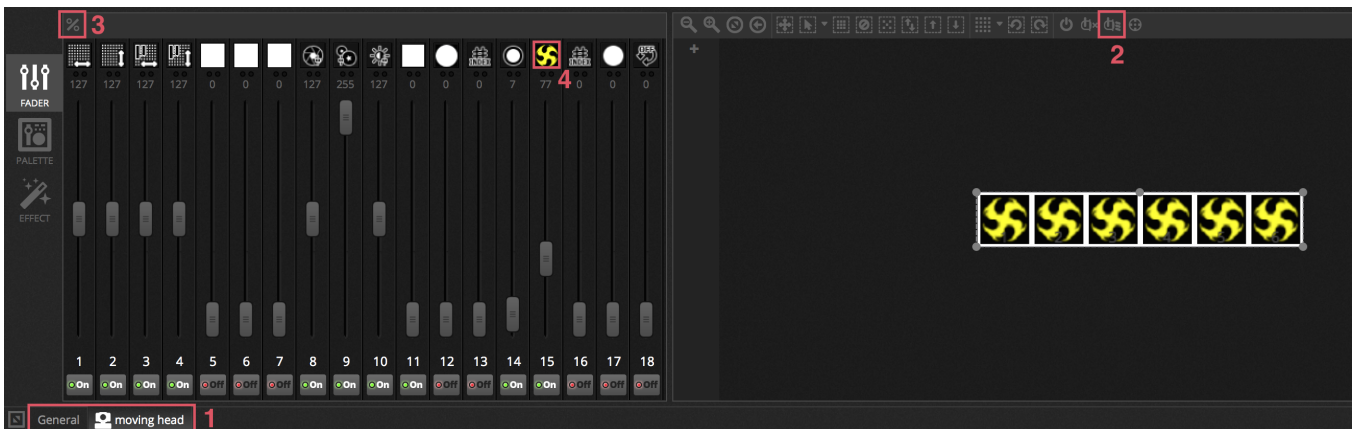 % 3
2
4
INDEX
INDEX
OFF
127 127 127 127 0 0 0 127 255 127 0 0 0 7 77 0 0 0
FADER
PALETTE
EFFECT
1 2 3 4 5 6 7 8 9 10 11 12 13 14 15 16 17 18
On On On On Off Off Off On On On On Off Off On On Off Off Off
General moving head 1